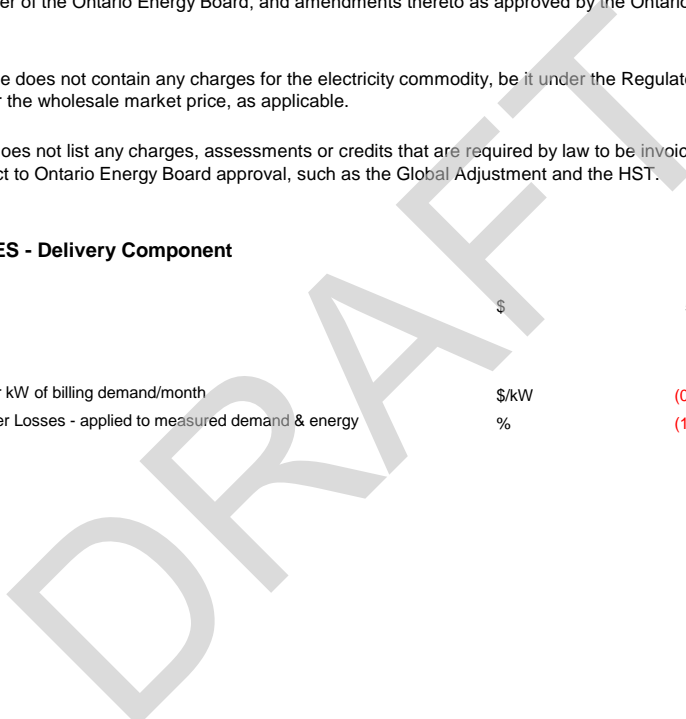 er of the Ontario Energy Board, and amendments thereto as approved by the Ontario
e does not contain any charges for the electricity commodity, be it under the Regulate
r the wholesale market price, as applicable.
oes not list any charges, assessments or credits that are required by law to be invoic
ct to Ontario Energy Board approval, such as the Global Adjustment and the HST.
ES - Delivery Component
$
r kW of billing demand/month $/kW (0
er Losses - applied to measured demand & energy % (1
DRAFT